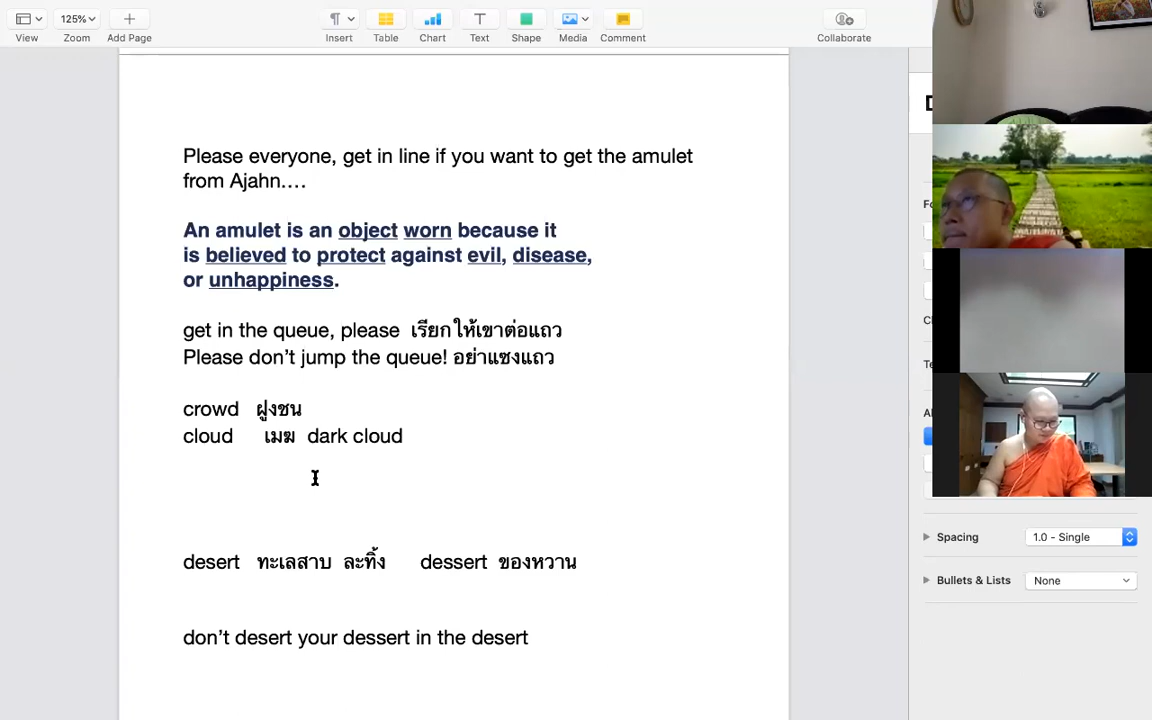 View
125%
Zoom
Add Page
Insert
Table
Chart
Text
Shape
Media
Comment
Collaborate
Please everyone, get in line if you want to get the amulet
from Ajahn....
An amulet is an object worn because it
is believed to protect against evil, disease,
or unhappiness.
get in the queue, please เรียกให้เขาต่อแถว
Please don't jump the queue! อย่าแซงแถว
crowd ฝูงชน
cloud เมฆ dark cloud
desert ทะเลสาบ ละทิ้ง dessert ของหวาน
don't desert your dessert in the desert
Spacing
1.0 - Single
Bullets & Lists
None